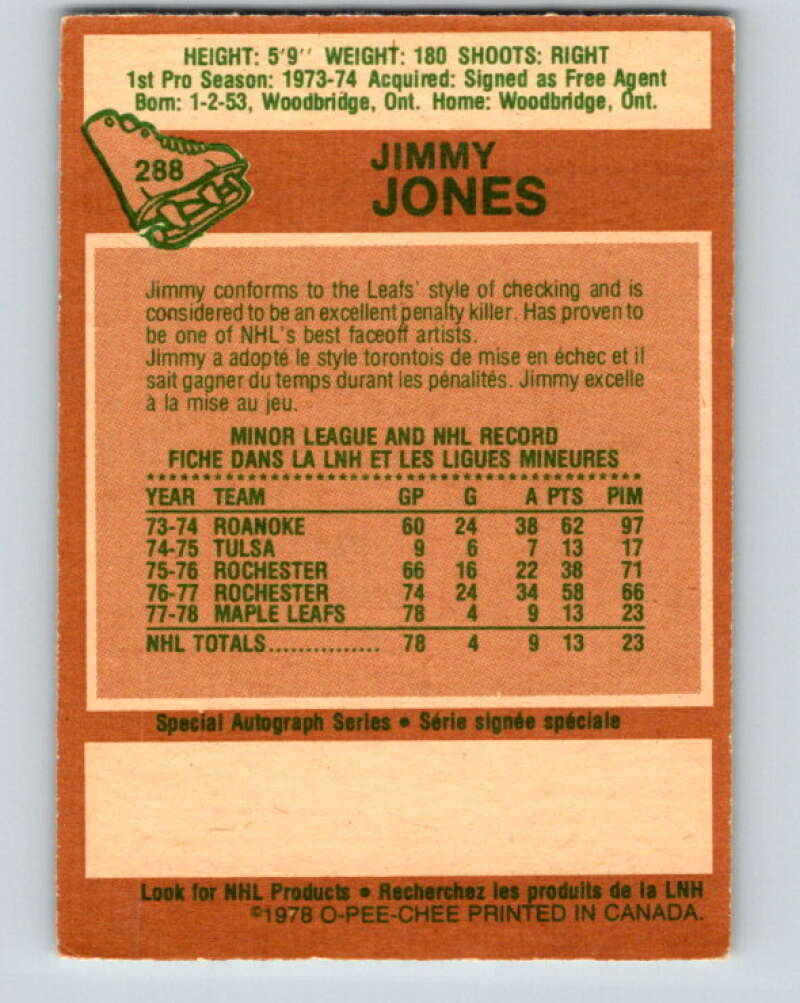 HEIGHT: 5'9'' WEIGHT: 180 SHOOTS: RIGHT
1st Pro Season: 1973-74 Acquired: Signed as Free Agent
Born: 1-2-53, Woodbridge, Ont. Home: Woodbridge, Ont.
288
JIMMY
JONES
Jimmy conforms to the Leafs' style of checking and is
considered to be an excellent penalty killer. Has proven to
be one of NHL's best faceoff artists.
Jimmy a adopté le style torontois de mise en échec et il
sait gagner du temps durant les pénalités. Jimmy excelle
à la mise au jeu.
MINOR LEAGUE AND NHL RECORD
FICHE DANS LA LNH ET LES LIGUES MINEURES
YEAR TEAM GP G A PTS PIM
73-74 ROANOKE 60 24 38 62 97
74-75 TULSA 9 6 7 13 17
75-76 ROCHESTER 66 16 22 38 71
76-77 ROCHESTER 74 24 34 58 66
77-78 MAPLE LEAFS 78 4 9 13 23
NHL TOTALS............... 78 4 9 13 23
Special Autograph Series • Série signée spéciale
Look for NHL Products • Recherchez les produits de la LNH
©1978 O-PEE-CHEE PRINTED IN CANADA.